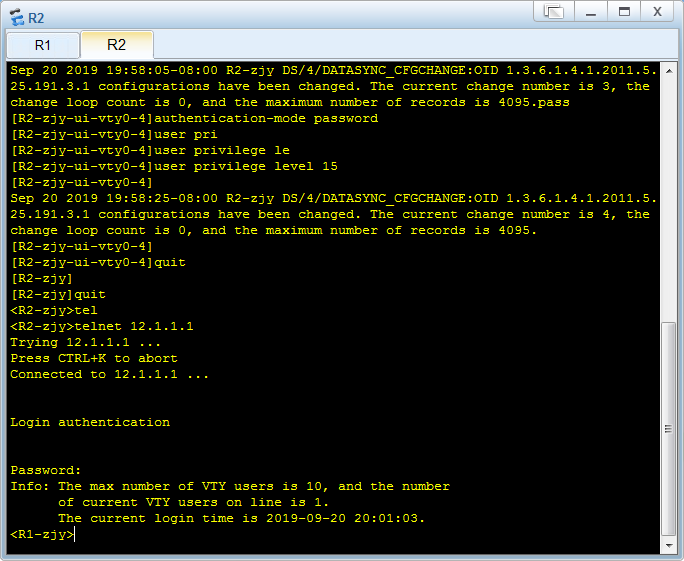 R2
R1
R2
Sep 20 2019 19:58:05-08:00 R2-zjy DS/4/DATASYNC_CFGCHANGE:OID 1.3.6.1.4.1.2011.5.
25.191.3.1 configurations have been changed. The current change number is 3, the
change loop count is 0, and the maximum number of records is 4095.pass
[R2-zjy-ui-vty0-4]authentication-mode password
[R2-zjy-ui-vty0-4]user pri
[R2-zjy-ui-vty0-4]user privilege le
[R2-zjy-ui-vty0-4]user privilege level 15
[R2-zjy-ui-vty0-4]
Sep 20 2019 19:58:25-08:00 R2-zjy DS/4/DATASYNC_CFGCHANGE:OID 1.3.6.1.4.1.2011.5.
25.191.3.1 configurations have been changed. The current change number is 4, the
change loop count is 0, and the maximum number of records is 4095.
[R2-zjy-ui-vty0-4]
[R2-zjy-ui-vty0-4]quit
[R2-zjy]
[R2-zjy]quit
<R2-zjy>tel
<R2-zjy>telnet 12.1.1.1
Trying 12.1.1.1 ...
Press CTRL+K to abort
Connected to 12.1.1.1 ...
Login authentication
Password:
Info: The max number of VTY users is 10, and the number
of current VTY users on line is 1.
The current login time is 2019-09-20 20:01:03.
<R1-zjy>